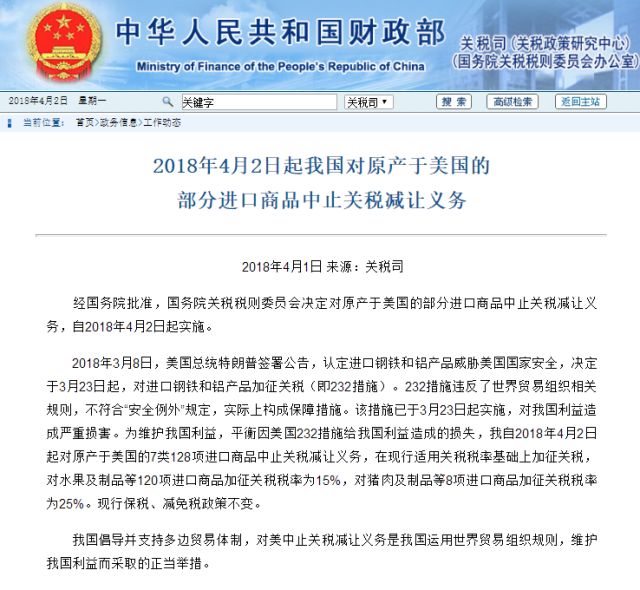 中华人民共和国财政部
Ministry of Finance of the People's Republic of China
关税司(关税政策研究中心)
(国务院关税税则委员会办公室)
2018年4月2日 星期一
关键字
关税司
搜 索
高级检索
返回主站
当前位置: 首页>政务信息>工作动态
2018年4月2日起我国对原产于美国的
部分进口商品中止关税减让义务
2018年4月1日 来源:关税司
经国务院批准,国务院关税税则委员会决定对原产于美国的部分进口商品中止关税减让义
务,自2018年4月2日起实施。
2018年3月8日,美国总统特朗普签署公告,认定进口钢铁和铝产品威胁美国国家安全,决定
于3月23日起,对进口钢铁和铝产品加征关税(即232措施)。232措施违反了世界贸易组织相关
规则,不符合“安全例外”规定,实际上构成保障措施。该措施已于3月23日起实施,对我国利益造
成严重损害。为维护我国利益,平衡因美国232措施给我国利益造成的损失,我自2018年4月2日
起对原产于美国的7类128项进口商品中止关税减让义务,在现行适用关税税率基础上加征关税,
对水果及制品等120项进口商品加征关税税率为15%,对猪肉及制品等8项进口商品加征关税税率
为25%。现行保税、减免税政策不变。
我国倡导并支持多边贸易体制,对美中止关税减让义务是我国运用世界贸易组织规则,维护
我国利益而采取的正当举措。